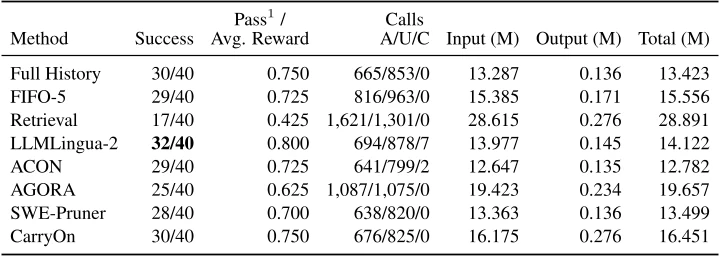 Pass1 / Calls
Method Success Avg. Reward A/U/C Input (M) Output (M) Total (M)
Full History 30/40 0.750 665/853/0 13.287 0.136 13.423
FIFO-5 29/40 0.725 816/963/0 15.385 0.171 15.556
Retrieval 17/40 0.425 1,621/1,301/0 28.615 0.276 28.891
LLMLingua-2 32/40 0.800 694/878/7 13.977 0.145 14.122
ACON 29/40 0.725 641/799/2 12.647 0.135 12.782
AGORA 25/40 0.625 1,087/1,075/0 19.423 0.234 19.657
SWE-Pruner 28/40 0.700 638/820/0 13.363 0.136 13.499
CarryOn 30/40 0.750 676/825/0 16.175 0.276 16.451